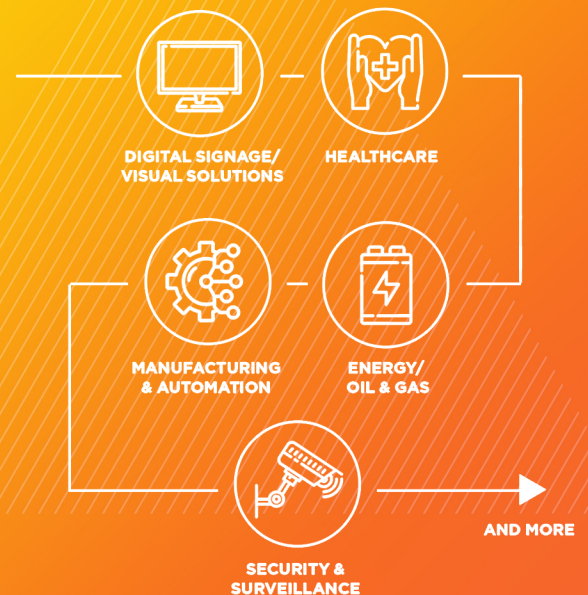 DIGITAL SIGNAGE/
VISUAL SOLUTIONS
HEALTHCARE
MANUFACTURING
& AUTOMATION
ENERGY/
OIL & GAS
SECURITY &
SURVEILLANCE
AND MORE